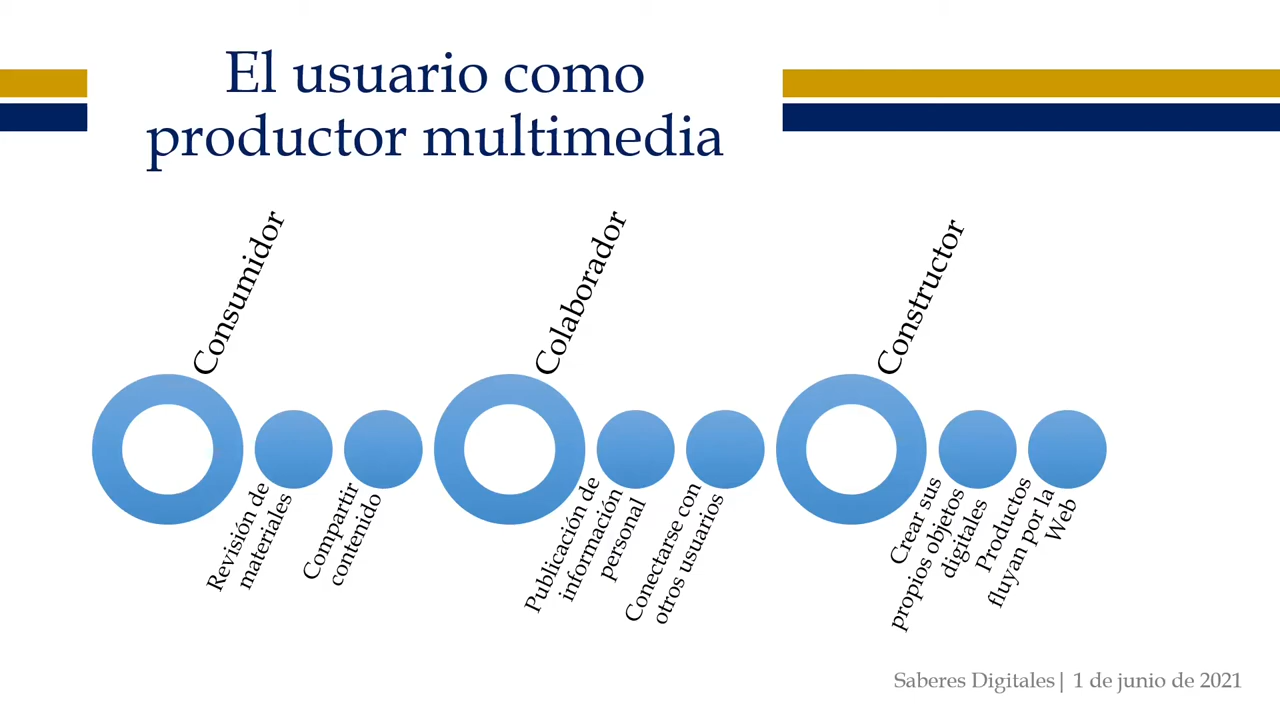 El usuario como
productor multimedia
Consumidor
Revisión de
materiales
Compartir
contenido
Colaborador
Publicación de
información
personal
Conectarse con
otros usuarios
Constructor
Crear sus
propios objetos
digitales
Productos
fluyan por la
Web
Saberes Digitales| 1 de junio de 2021